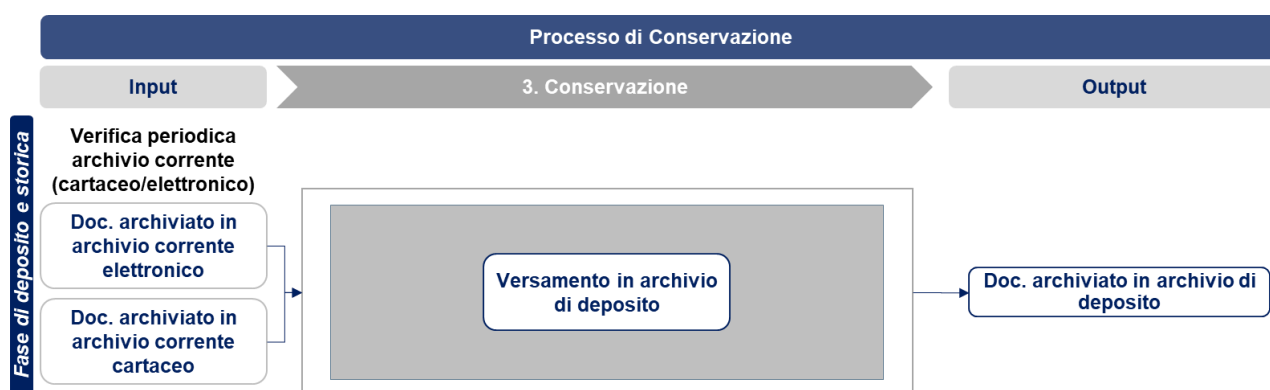 Processo di Conservazione
Input
3. Conservazione
Output
Fase di deposito e storica
Verifica periodica
archivio corrente
(cartaceo/elettronico)
Doc. archiviato in
archivio corrente
elettronico
Doc. archiviato in
archivio corrente
cartaceo
Versamento in archivio
di deposito
Doc. archiviato in archivio di
deposito